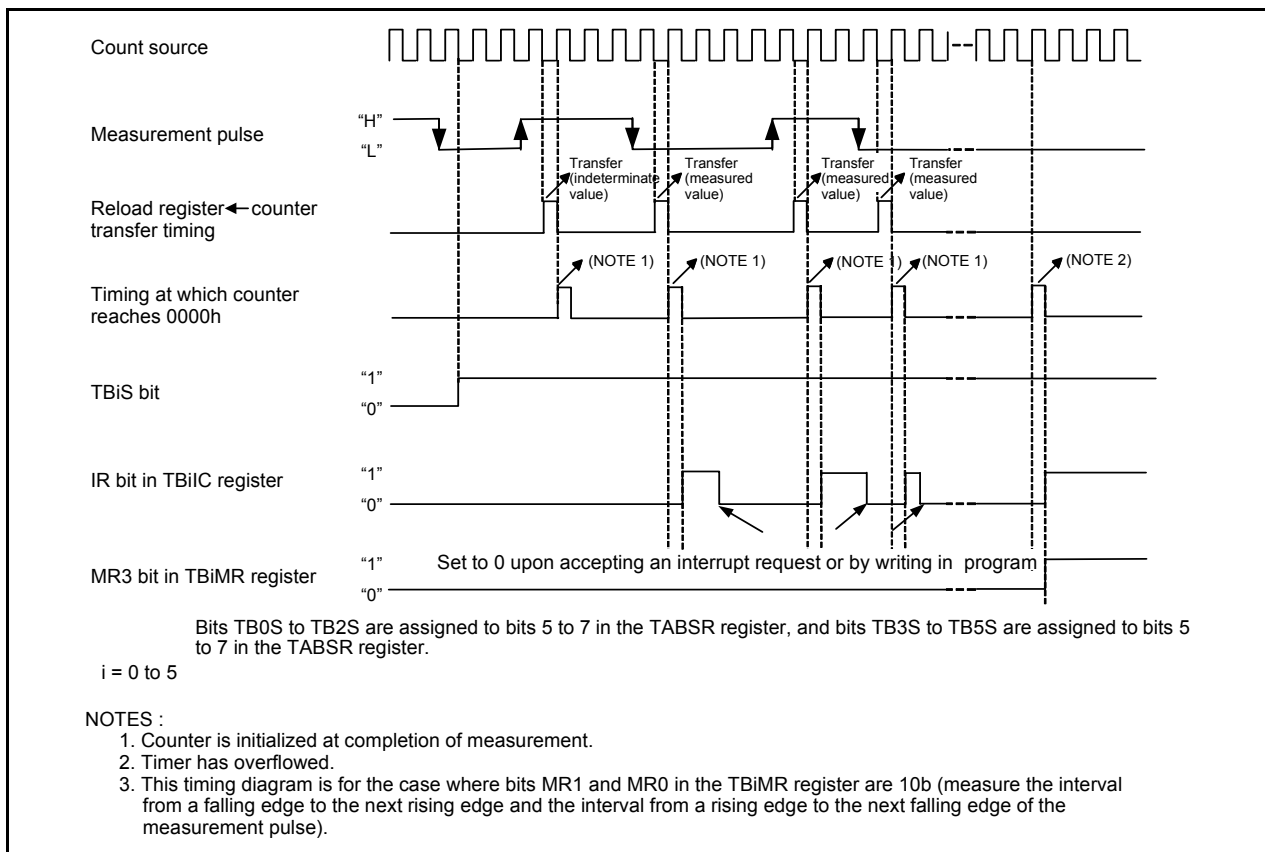 Count source
Measurement pulse
“H”
“L”
Reload register ← counter
transfer timing
Transfer
(indeterminate
value)
Transfer
(measured
value)
Transfer
(measured
value)
Transfer
(measured
value)
Timing at which counter
reaches 0000h
(NOTE 1)
(NOTE 1)
(NOTE 1)
(NOTE 1)
(NOTE 2)
TBiS bit
“1”
“0”
IR bit in TBiIC register
“1”
“0”
Set to 0 upon accepting an interrupt request or by writing in program
MR3 bit in TBiMR register
“1”
“0”
Bits TB0S to TB2S are assigned to bits 5 to 7 in the TABSR register, and bits TB3S to TB5S are assigned to bits 5
to 7 in the TABSR register.
i = 0 to 5
NOTES :
1. Counter is initialized at completion of measurement.
2. Timer has overflowed.
3. This timing diagram is for the case where bits MR1 and MR0 in the TBiMR register are 10b (measure the interval
from a falling edge to the next rising edge and the interval from a rising edge to the next falling edge of the
measurement pulse).